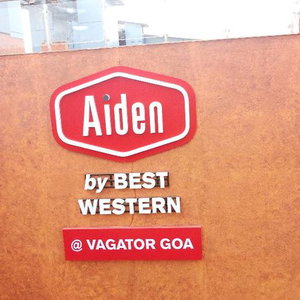 Aiden
by BEST
WESTERN
@ VAGATOR GOA